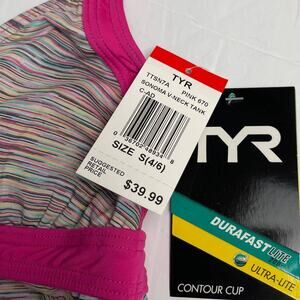 TYR
TTSN7A PINK 670
SONOMA V-NECK TANK
C-AD
SIZE S(4/6)
SUGGESTED
RETAIL
PRICE
$39.99
TYR
DURAFAST LITE
ULTRA-LITE
CONTOUR CUP